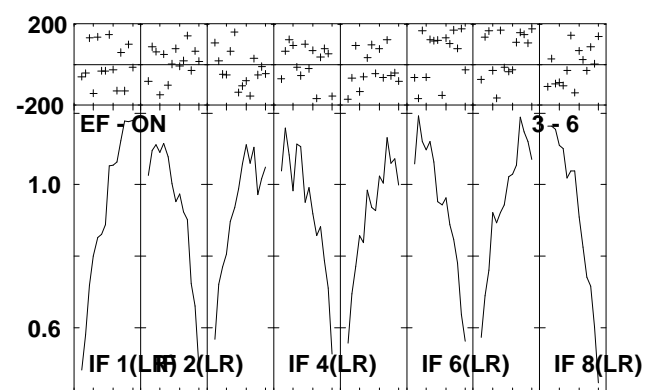 200
-200
EF - ON
3 - 6
1.0
0.6
IF 1(LR)
IF 2(LR)
IF 4(LR)
IF 6(LR)
IF 8(LR)